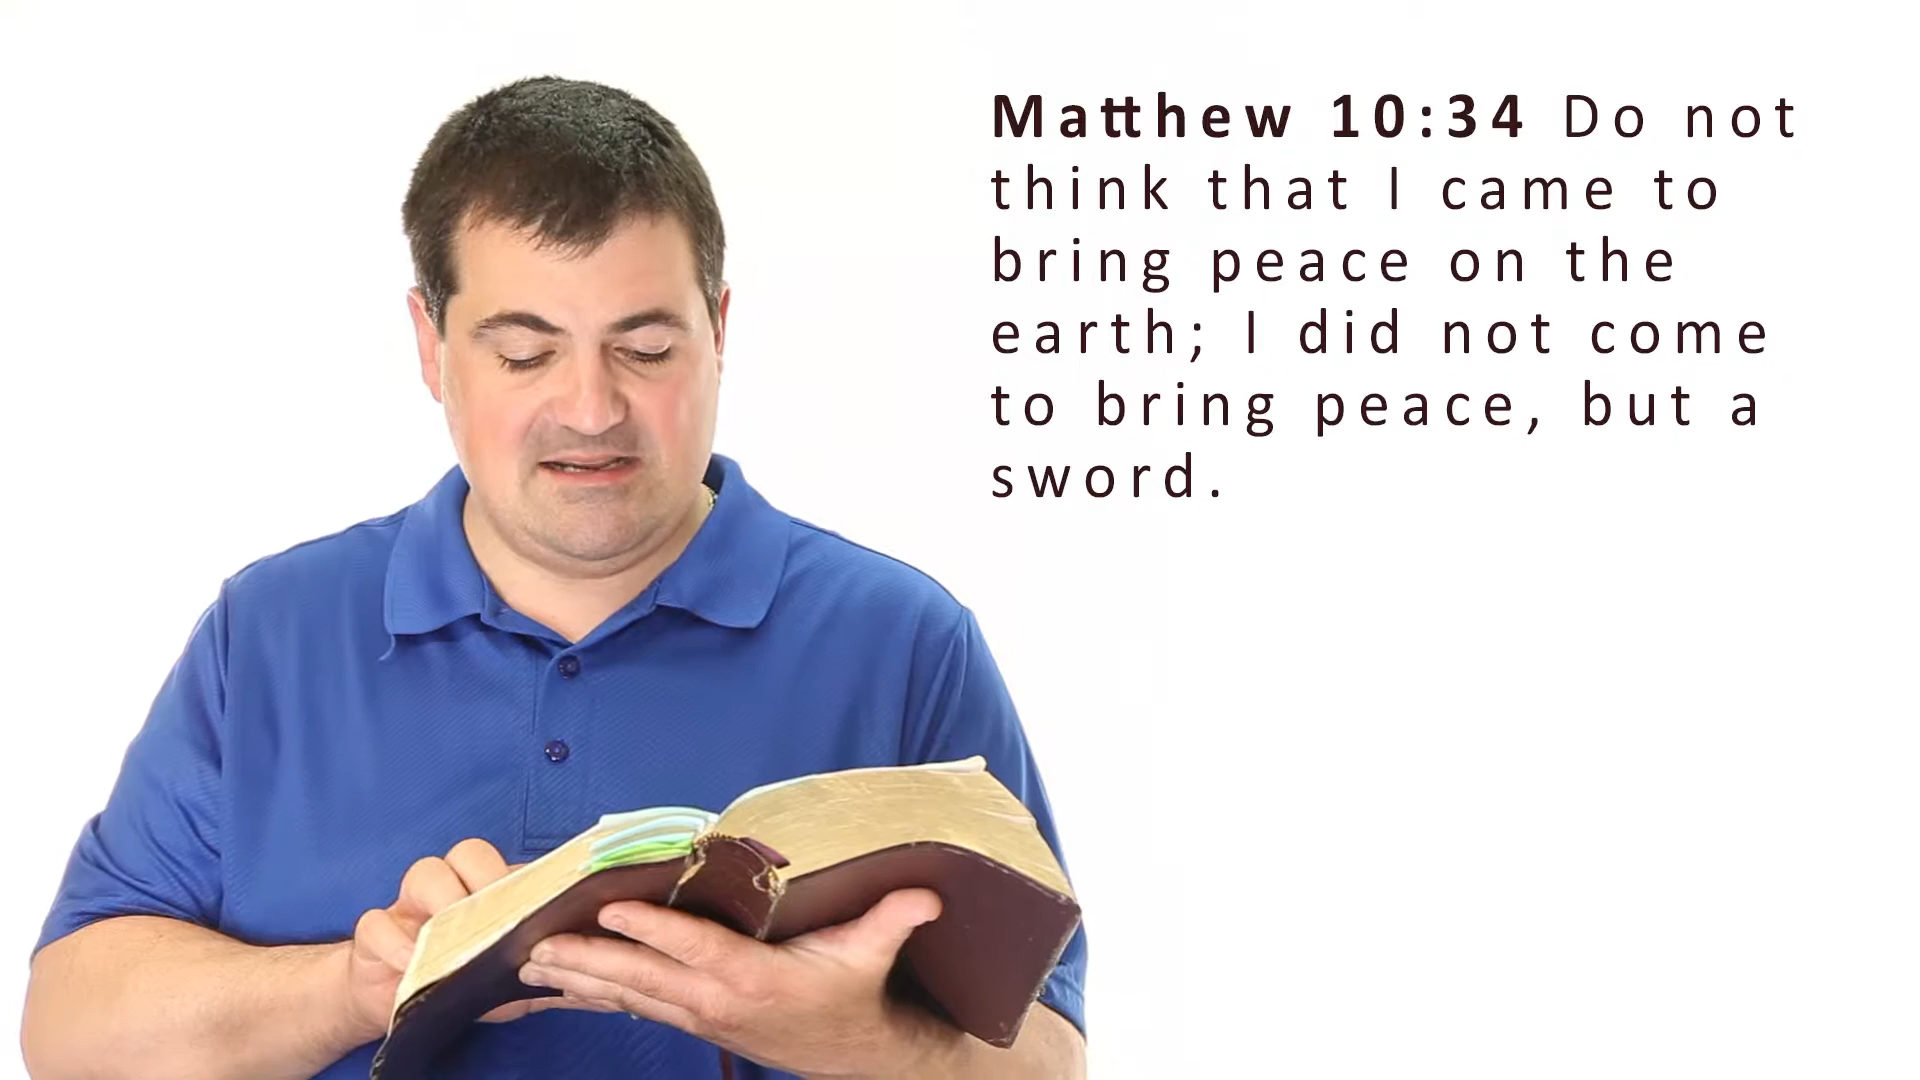 Matthew 10:34 Do not
think that I came to
bring peace on the
earth; I did not come
to bring peace, but a
sword.